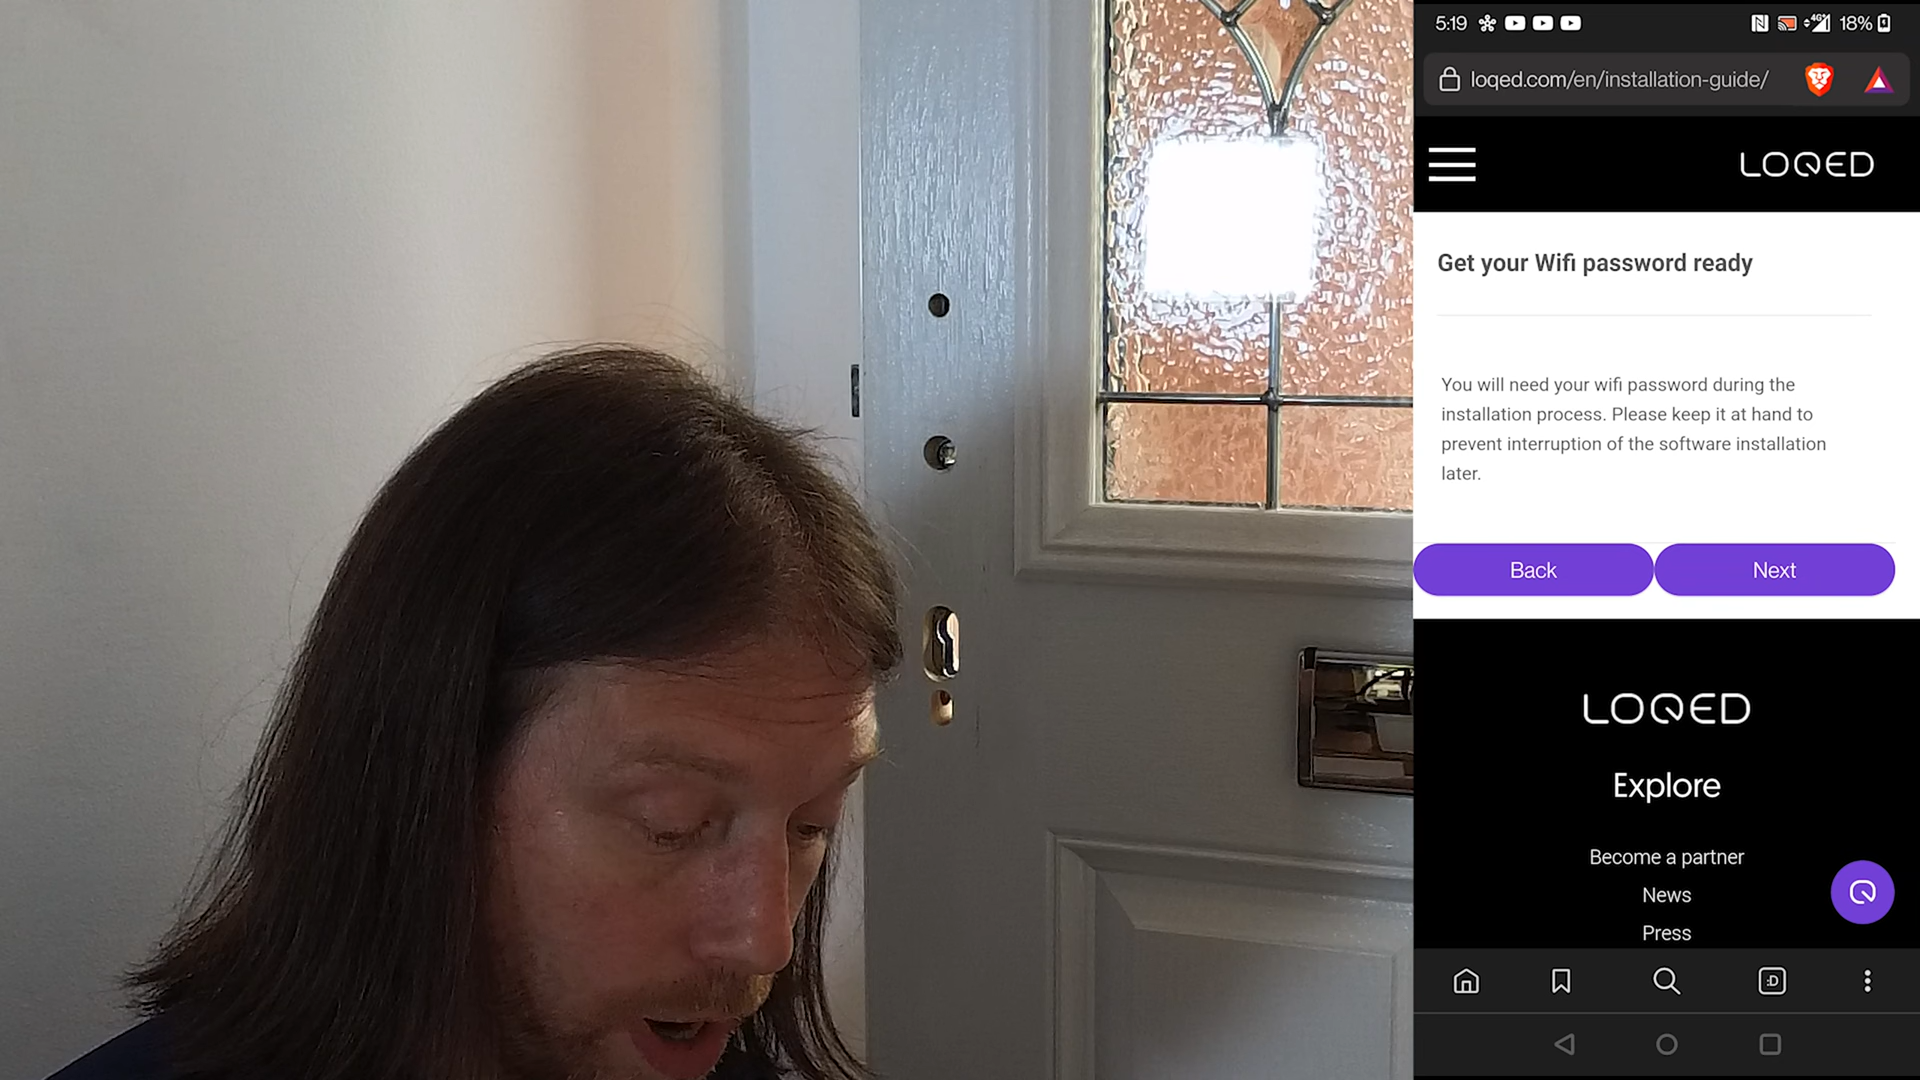 5:19
4G+
18%
loqed.com/en/installation-guide/
LOQED
Get your Wifi password ready
You will need your wifi password during the
installation process. Please keep it at hand to
prevent interruption of the software installation
later.
Back
Next
LOQED
Explore
Become a partner
News
Press
:D